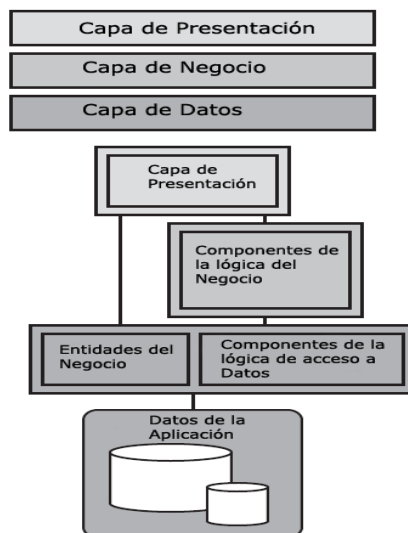 Capa de Presentación
Capa de Negocio
Capa de Datos
Capa de
Presentación
Componentes de
la lógica del
Negocio
Entidades del
Negocio
Componentes de la
lógica de acceso a
Datos
Datos de la
Aplicación